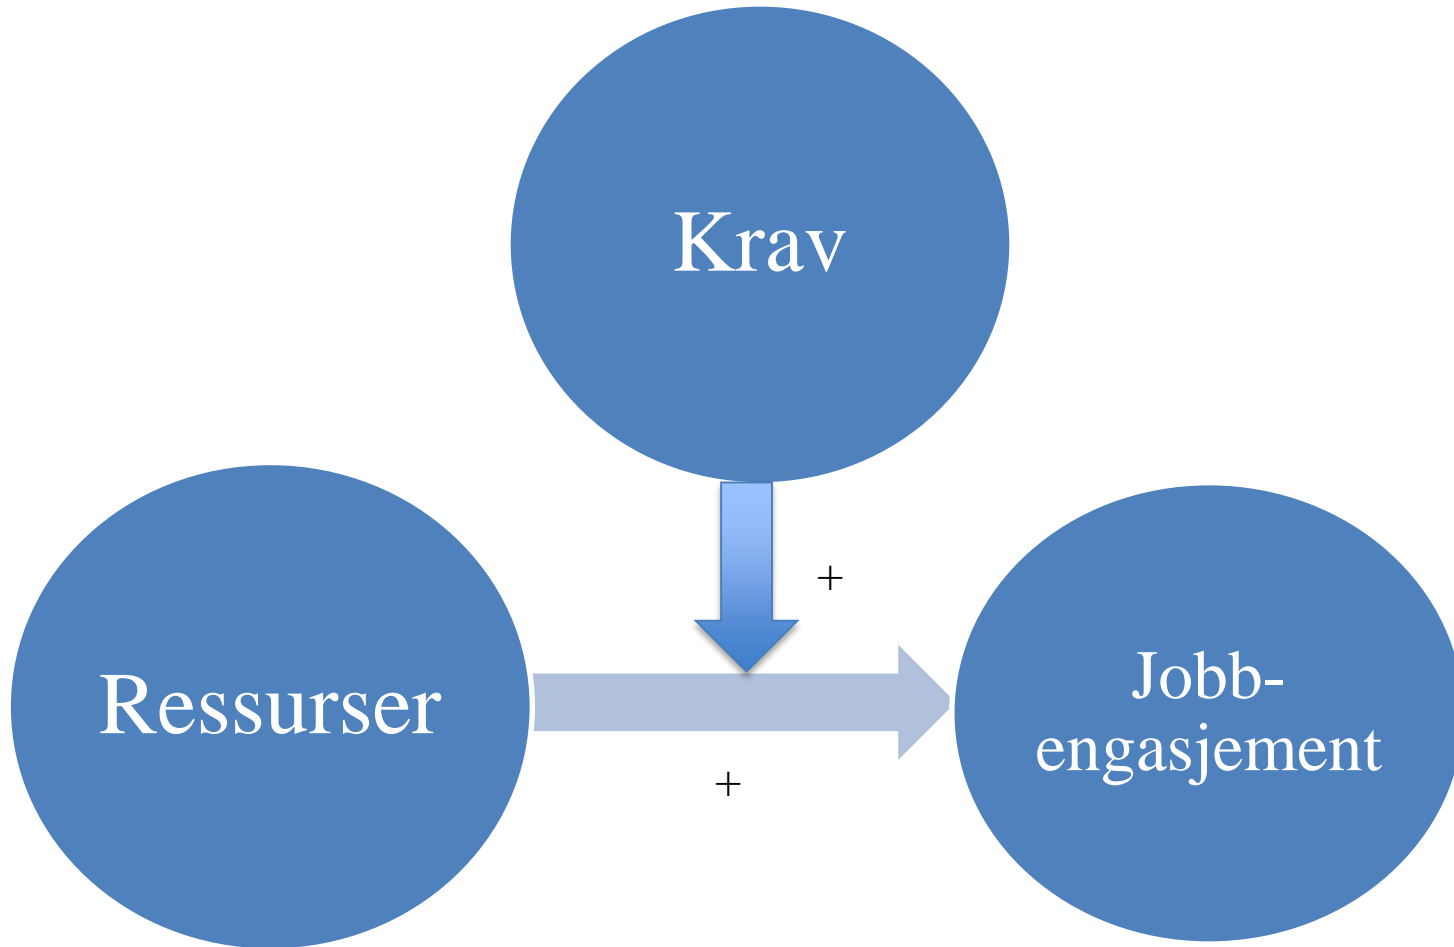 Krav
+
Ressurser
Jobb-
engasjement
+